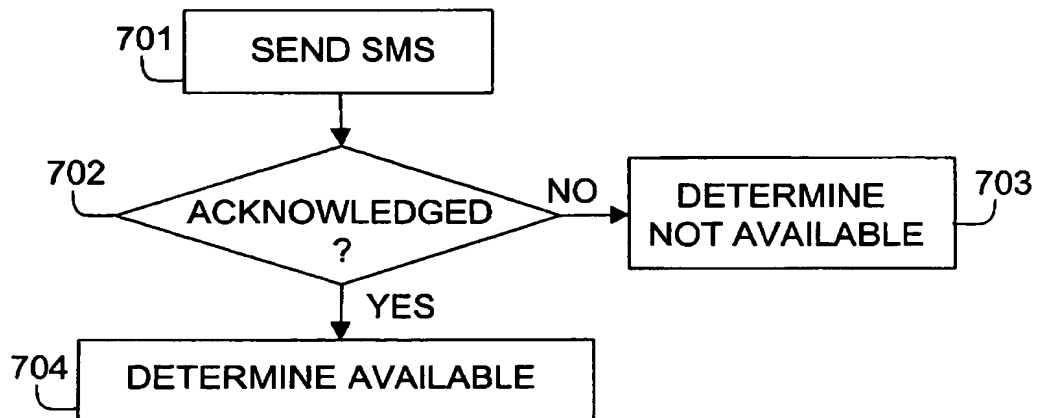 701
SEND SMS
702
ACKNOWLEDGED
?
NO
DETERMINE
NOT AVAILABLE
703
YES
704
DETERMINE AVAILABLE